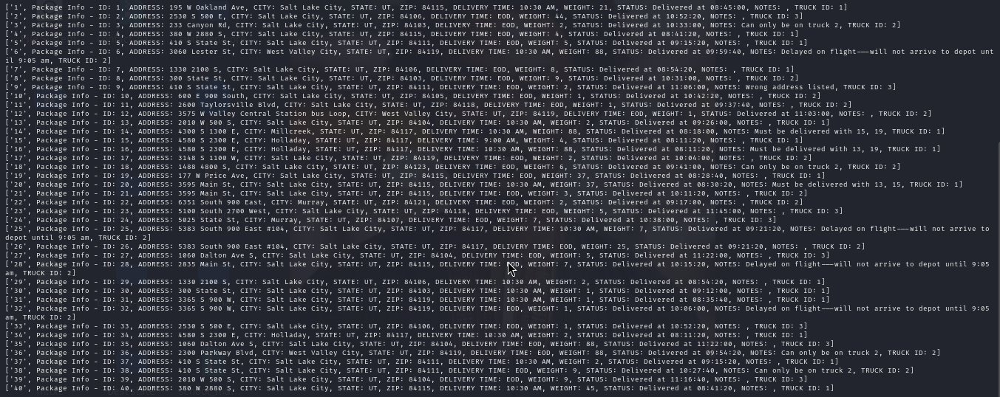 ['1', Package Info - ID: 1, ADDRESS: 195 W Oakland Ave, CITY: Salt Lake City, STATE: UT, ZIP: 84115, DELIVERY TIME: 10:30 AM, WEIGHT: 21, STATUS: Delivered at 08:45:00, NOTES: , TRUCK ID: 1]
['2', Package Info - ID: 2, ADDRESS: 2530 S 500 E, CITY: Salt Lake City, STATE: UT, ZIP: 84106, DELIVERY TIME: EOD, WEIGHT: 44, STATUS: Delivered at 10:52:20, NOTES: , TRUCK ID: 3]
['3', Package Info - ID: 3, ADDRESS: 233 Canyon Rd, CITY: Salt Lake City, STATE: UT, ZIP: 84103, DELIVERY TIME: EOD, WEIGHT: 2, STATUS: Delivered at 10:33:00, NOTES: Can only be on truck 2, TRUCK ID: 2]
['4', Package Info - ID: 4, ADDRESS: 380 W 2880 S, CITY: Salt Lake City, STATE: UT, ZIP: 84115, DELIVERY TIME: EOD, WEIGHT: 4, STATUS: Delivered at 08:41:20, NOTES: , TRUCK ID: 1]
['5', Package Info - ID: 5, ADDRESS: 410 S State St, CITY: Salt Lake City, STATE: UT, ZIP: 84111, DELIVERY TIME: EOD, WEIGHT: 5, STATUS: Delivered at 09:15:20, NOTES: , TRUCK ID: 1]
['6', Package Info - ID: 6, ADDRESS: 3060 Lester St, CITY: West Valley City, STATE: UT, ZIP: 84119, DELIVERY TIME: 10:30 AM, WEIGHT: 88, STATUS: Delivered at 09:59:40, NOTES: Delayed on flight---will not arrive to depot unt
il 9:05 am, TRUCK ID: 2]
['7', Package Info - ID: 7, ADDRESS: 1330 2100 S, CITY: Salt Lake City, STATE: UT, ZIP: 84106, DELIVERY TIME: EOD, WEIGHT: 8, STATUS: Delivered at 08:54:20, NOTES: , TRUCK ID: 1]
['8', Package Info - ID: 8, ADDRESS: 300 State St, CITY: Salt Lake City, STATE: UT, ZIP: 84103, DELIVERY TIME: EOD, WEIGHT: 9, STATUS: Delivered at 10:31:00, NOTES: , TRUCK ID: 2]
['9', Package Info - ID: 9, ADDRESS: 410 S State St, CITY: Salt Lake City, STATE: UT, ZIP: 84111, DELIVERY TIME: EOD, WEIGHT: 2, STATUS: Delivered at 11:06:00, NOTES: Wrong address listed, TRUCK ID: 3]
['10', Package Info - ID: 10, ADDRESS: 600 E 900 South, CITY: Salt Lake City, STATE: UT, ZIP: 84105, DELIVERY TIME: EOD, WEIGHT: 1, STATUS: Delivered at 10:42:20, NOTES: , TRUCK ID: 2]
['11', Package Info - ID: 11, ADDRESS: 2600 Taylorsville Blvd, CITY: Salt Lake City, STATE: UT, ZIP: 84118, DELIVERY TIME: EOD, WEIGHT: 1, STATUS: Delivered at 09:37:40, NOTES: , TRUCK ID: 2]
['12', Package Info - ID: 12, ADDRESS: 3575 W Valley Central Station bus Loop, CITY: West Valley City, STATE: UT, ZIP: 84119, DELIVERY TIME: EOD, WEIGHT: 1, STATUS: Delivered at 11:03:00, NOTES: , TRUCK ID: 2]
['13', Package Info - ID: 13, ADDRESS: 2010 W 500 S, CITY: Salt Lake City, STATE: UT, ZIP: 84104, DELIVERY TIME: 10:30 AM, WEIGHT: 2, STATUS: Delivered at 09:26:00, NOTES: , TRUCK ID: 1]
['14', Package Info - ID: 14, ADDRESS: 4300 S 1300 E, CITY: Millcreek, STATE: UT, ZIP: 84117, DELIVERY TIME: 10:30 AM, WEIGHT: 88, STATUS: Delivered at 08:18:00, NOTES: Must be delivered with 15, 19, TRUCK ID: 1]
['15', Package Info - ID: 15, ADDRESS: 4580 S 2300 E, CITY: Holladay, STATE: UT, ZIP: 84117, DELIVERY TIME: 9:00 AM, WEIGHT: 4, STATUS: Delivered at 08:11:20, NOTES: , TRUCK ID: 1]
['16', Package Info - ID: 16, ADDRESS: 4580 S 2300 E, CITY: Holladay, STATE: UT, ZIP: 84117, DELIVERY TIME: 10:30 AM, WEIGHT: 88, STATUS: Delivered at 08:11:20, NOTES: Must be delivered with 13, 19, TRUCK ID: 1]
['17', Package Info - ID: 17, ADDRESS: 3148 S 1100 W, CITY: Salt Lake City, STATE: UT, ZIP: 84119, DELIVERY TIME: EOD, WEIGHT: 2, STATUS: Delivered at 10:04:00, NOTES: , TRUCK ID: 2]
['18', Package Info - ID: 18, ADDRESS: 1488 4800 S, CITY: Salt Lake City, STATE: UT, ZIP: 84123, DELIVERY TIME: EOD, WEIGHT: 6, STATUS: Delivered at 09:41:00, NOTES: Can only be on truck 2, TRUCK ID: 2]
['19', Package Info - ID: 19, ADDRESS: 177 W Price Ave, CITY: Salt Lake City, STATE: UT, ZIP: 84115, DELIVERY TIME: EOD, WEIGHT: 37, STATUS: Delivered at 08:28:40, NOTES: , TRUCK ID: 1]
['20', Package Info - ID: 20, ADDRESS: 3595 Main St, CITY: Salt Lake City, STATE: UT, ZIP: 84115, DELIVERY TIME: 10:30 AM, WEIGHT: 37, STATUS: Delivered at 08:30:20, NOTES: Must be delivered with 13, 15, TRUCK ID: 1]
['21', Package Info - ID: 21, ADDRESS: 3595 Main St, CITY: Salt Lake City, STATE: UT, ZIP: 84115, DELIVERY TIME: EOD, WEIGHT: 3, STATUS: Delivered at 10:11:20, NOTES: , TRUCK ID: 2]
['22', Package Info - ID: 22, ADDRESS: 6351 South 900 East, CITY: Murray, STATE: UT, ZIP: 84121, DELIVERY TIME: EOD, WEIGHT: 2, STATUS: Delivered at 09:17:00, NOTES: , TRUCK ID: 2]
['23', Package Info - ID: 23, ADDRESS: 5100 South 2700 West, CITY: Salt Lake City, STATE: UT, ZIP: 84118, DELIVERY TIME: EOD, WEIGHT: 5, STATUS: Delivered at 11:45:00, NOTES: , TRUCK ID: 3]
['24', Package Info - ID: 24, ADDRESS: 5025 State St, CITY: Murray, STATE: UT, ZIP: 84107, DELIVERY TIME: EOD, WEIGHT: 7, STATUS: Delivered at 10:38:00, NOTES: , TRUCK ID: 3]
['25', Package Info - ID: 25, ADDRESS: 5383 South 900 East #104, CITY: Salt Lake City, STATE: UT, ZIP: 84117, DELIVERY TIME: 10:30 AM, WEIGHT: 7, STATUS: Delivered at 09:21:20, NOTES: Delayed on flight---will not arrive to
depot until 9:05 am, TRUCK ID: 2]
['26', Package Info - ID: 26, ADDRESS: 5383 South 900 East #104, CITY: Salt Lake City, STATE: UT, ZIP: 84117, DELIVERY TIME: EOD, WEIGHT: 25, STATUS: Delivered at 09:21:20, NOTES: , TRUCK ID: 2]
['27', Package Info - ID: 27, ADDRESS: 1060 Dalton Ave S, CITY: Salt Lake City, STATE: UT, ZIP: 84104, DELIVERY TIME: EOD, WEIGHT: 5, STATUS: Delivered at 11:22:00, NOTES: , TRUCK ID: 3]
['28', Package Info - ID: 28, ADDRESS: 2835 Main St, CITY: Salt Lake City, STATE: UT, ZIP: 84115, DELIVERY TIME: EOD, WEIGHT: 7, STATUS: Delivered at 10:15:20, NOTES: Delayed on flight---will not arrive to depot until 9:05
am, TRUCK ID: 2]
['29', Package Info - ID: 29, ADDRESS: 1330 2100 S, CITY: Salt Lake City, STATE: UT, ZIP: 84106, DELIVERY TIME: 10:30 AM, WEIGHT: 2, STATUS: Delivered at 08:54:20, NOTES: , TRUCK ID: 1]
['30', Package Info - ID: 30, ADDRESS: 300 State St, CITY: Salt Lake City, STATE: UT, ZIP: 84103, DELIVERY TIME: 10:30 AM, WEIGHT: 1, STATUS: Delivered at 09:12:00, NOTES: , TRUCK ID: 1]
['31', Package Info - ID: 31, ADDRESS: 3365 S 900 W, CITY: Salt Lake City, STATE: UT, ZIP: 84119, DELIVERY TIME: 10:30 AM, WEIGHT: 1, STATUS: Delivered at 08:35:40, NOTES: , TRUCK ID: 1]
['32', Package Info - ID: 32, ADDRESS: 3365 S 900 W, CITY: Salt Lake City, STATE: UT, ZIP: 84119, DELIVERY TIME: EOD, WEIGHT: 1, STATUS: Delivered at 10:06:00, NOTES: Delayed on flight---will not arrive to depot until 9:05
am, TRUCK ID: 2]
['33', Package Info - ID: 33, ADDRESS: 2530 S 500 E, CITY: Salt Lake City, STATE: UT, ZIP: 84106, DELIVERY TIME: EOD, WEIGHT: 1, STATUS: Delivered at 10:52:20, NOTES: , TRUCK ID: 3]
['34', Package Info - ID: 34, ADDRESS: 4580 S 2300 E, CITY: Holladay, STATE: UT, ZIP: 84117, DELIVERY TIME: 10:30 AM, WEIGHT: 2, STATUS: Delivered at 08:11:20, NOTES: , TRUCK ID: 1]
['35', Package Info - ID: 35, ADDRESS: 1060 Dalton Ave S, CITY: Salt Lake City, STATE: UT, ZIP: 84104, DELIVERY TIME: EOD, WEIGHT: 88, STATUS: Delivered at 11:22:00, NOTES: , TRUCK ID: 3]
['36', Package Info - ID: 36, ADDRESS: 2300 Parkway Blvd, CITY: West Valley City, STATE: UT, ZIP: 84119, DELIVERY TIME: EOD, WEIGHT: 88, STATUS: Delivered at 09:54:20, NOTES: Can only be on truck 2, TRUCK ID: 2]
['37', Package Info - ID: 37, ADDRESS: 410 S State St, CITY: Salt Lake City, STATE: UT, ZIP: 84111, DELIVERY TIME: 10:30 AM, WEIGHT: 2, STATUS: Delivered at 09:15:20, NOTES: , TRUCK ID: 1]
['38', Package Info - ID: 38, ADDRESS: 410 S State St, CITY: Salt Lake City, STATE: UT, ZIP: 84111, DELIVERY TIME: EOD, WEIGHT: 9, STATUS: Delivered at 10:27:40, NOTES: Can only be on truck 2, TRUCK ID: 2]
['39', Package Info - ID: 39, ADDRESS: 2010 W 500 S, CITY: Salt Lake City, STATE: UT, ZIP: 84104, DELIVERY TIME: EOD, WEIGHT: 9, STATUS: Delivered at 11:16:40, NOTES: , TRUCK ID: 3]
['40', Package Info - ID: 40, ADDRESS: 380 W 2880 S, CITY: Salt Lake City, STATE: UT, ZIP: 84115, DELIVERY TIME: 10:30 AM, WEIGHT: 45, STATUS: Delivered at 08:41:20, NOTES: , TRUCK ID: 1]